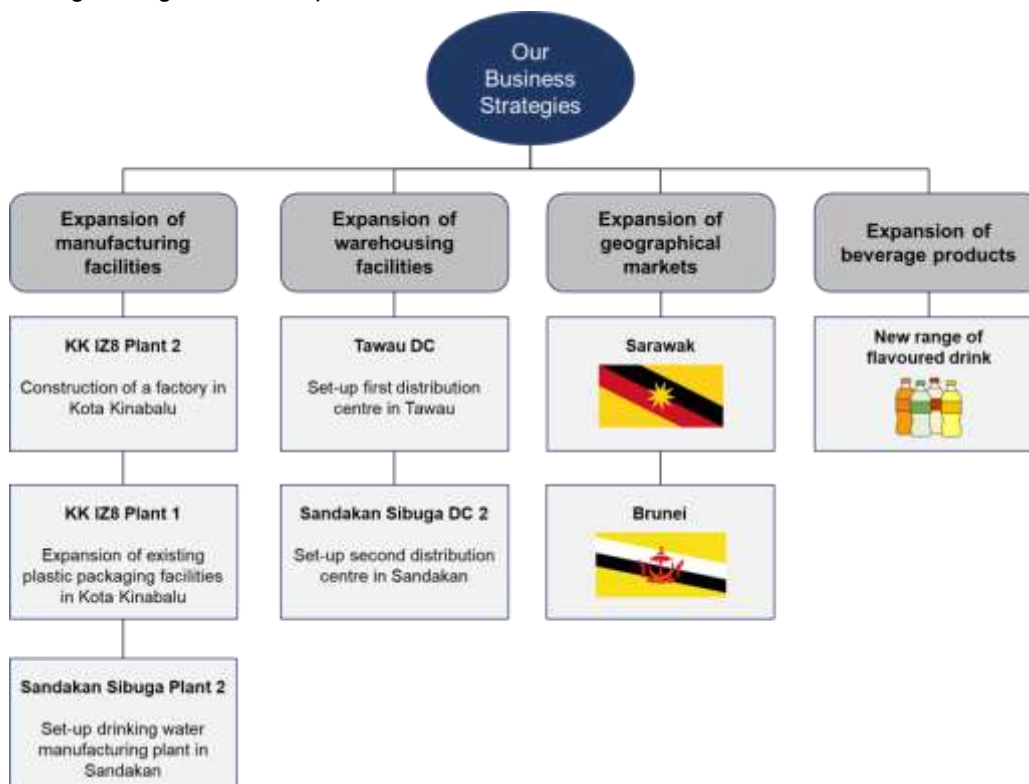 Our
Business
Strategies
Expansion of
manufacturing
facilities
Expansion of
warehousing
facilities
Expansion of
geographical
markets
Expansion of
beverage products
KK IZ8 Plant 2
Construction of a factory in
Kota Kinabalu
Tawau DC
Set-up first distribution
centre in Tawau
Sarawak
New range of
flavoured drink
KK IZ8 Plant 1
Expansion of existing
plastic packaging facilities
in Kota Kinabalu
Sandakan Sibuga DC 2
Set-up second distribution
centre in Sandakan
Brunei
Sandakan Sibuga Plant 2
Set-up drinking water
manufacturing plant in
Sandakan